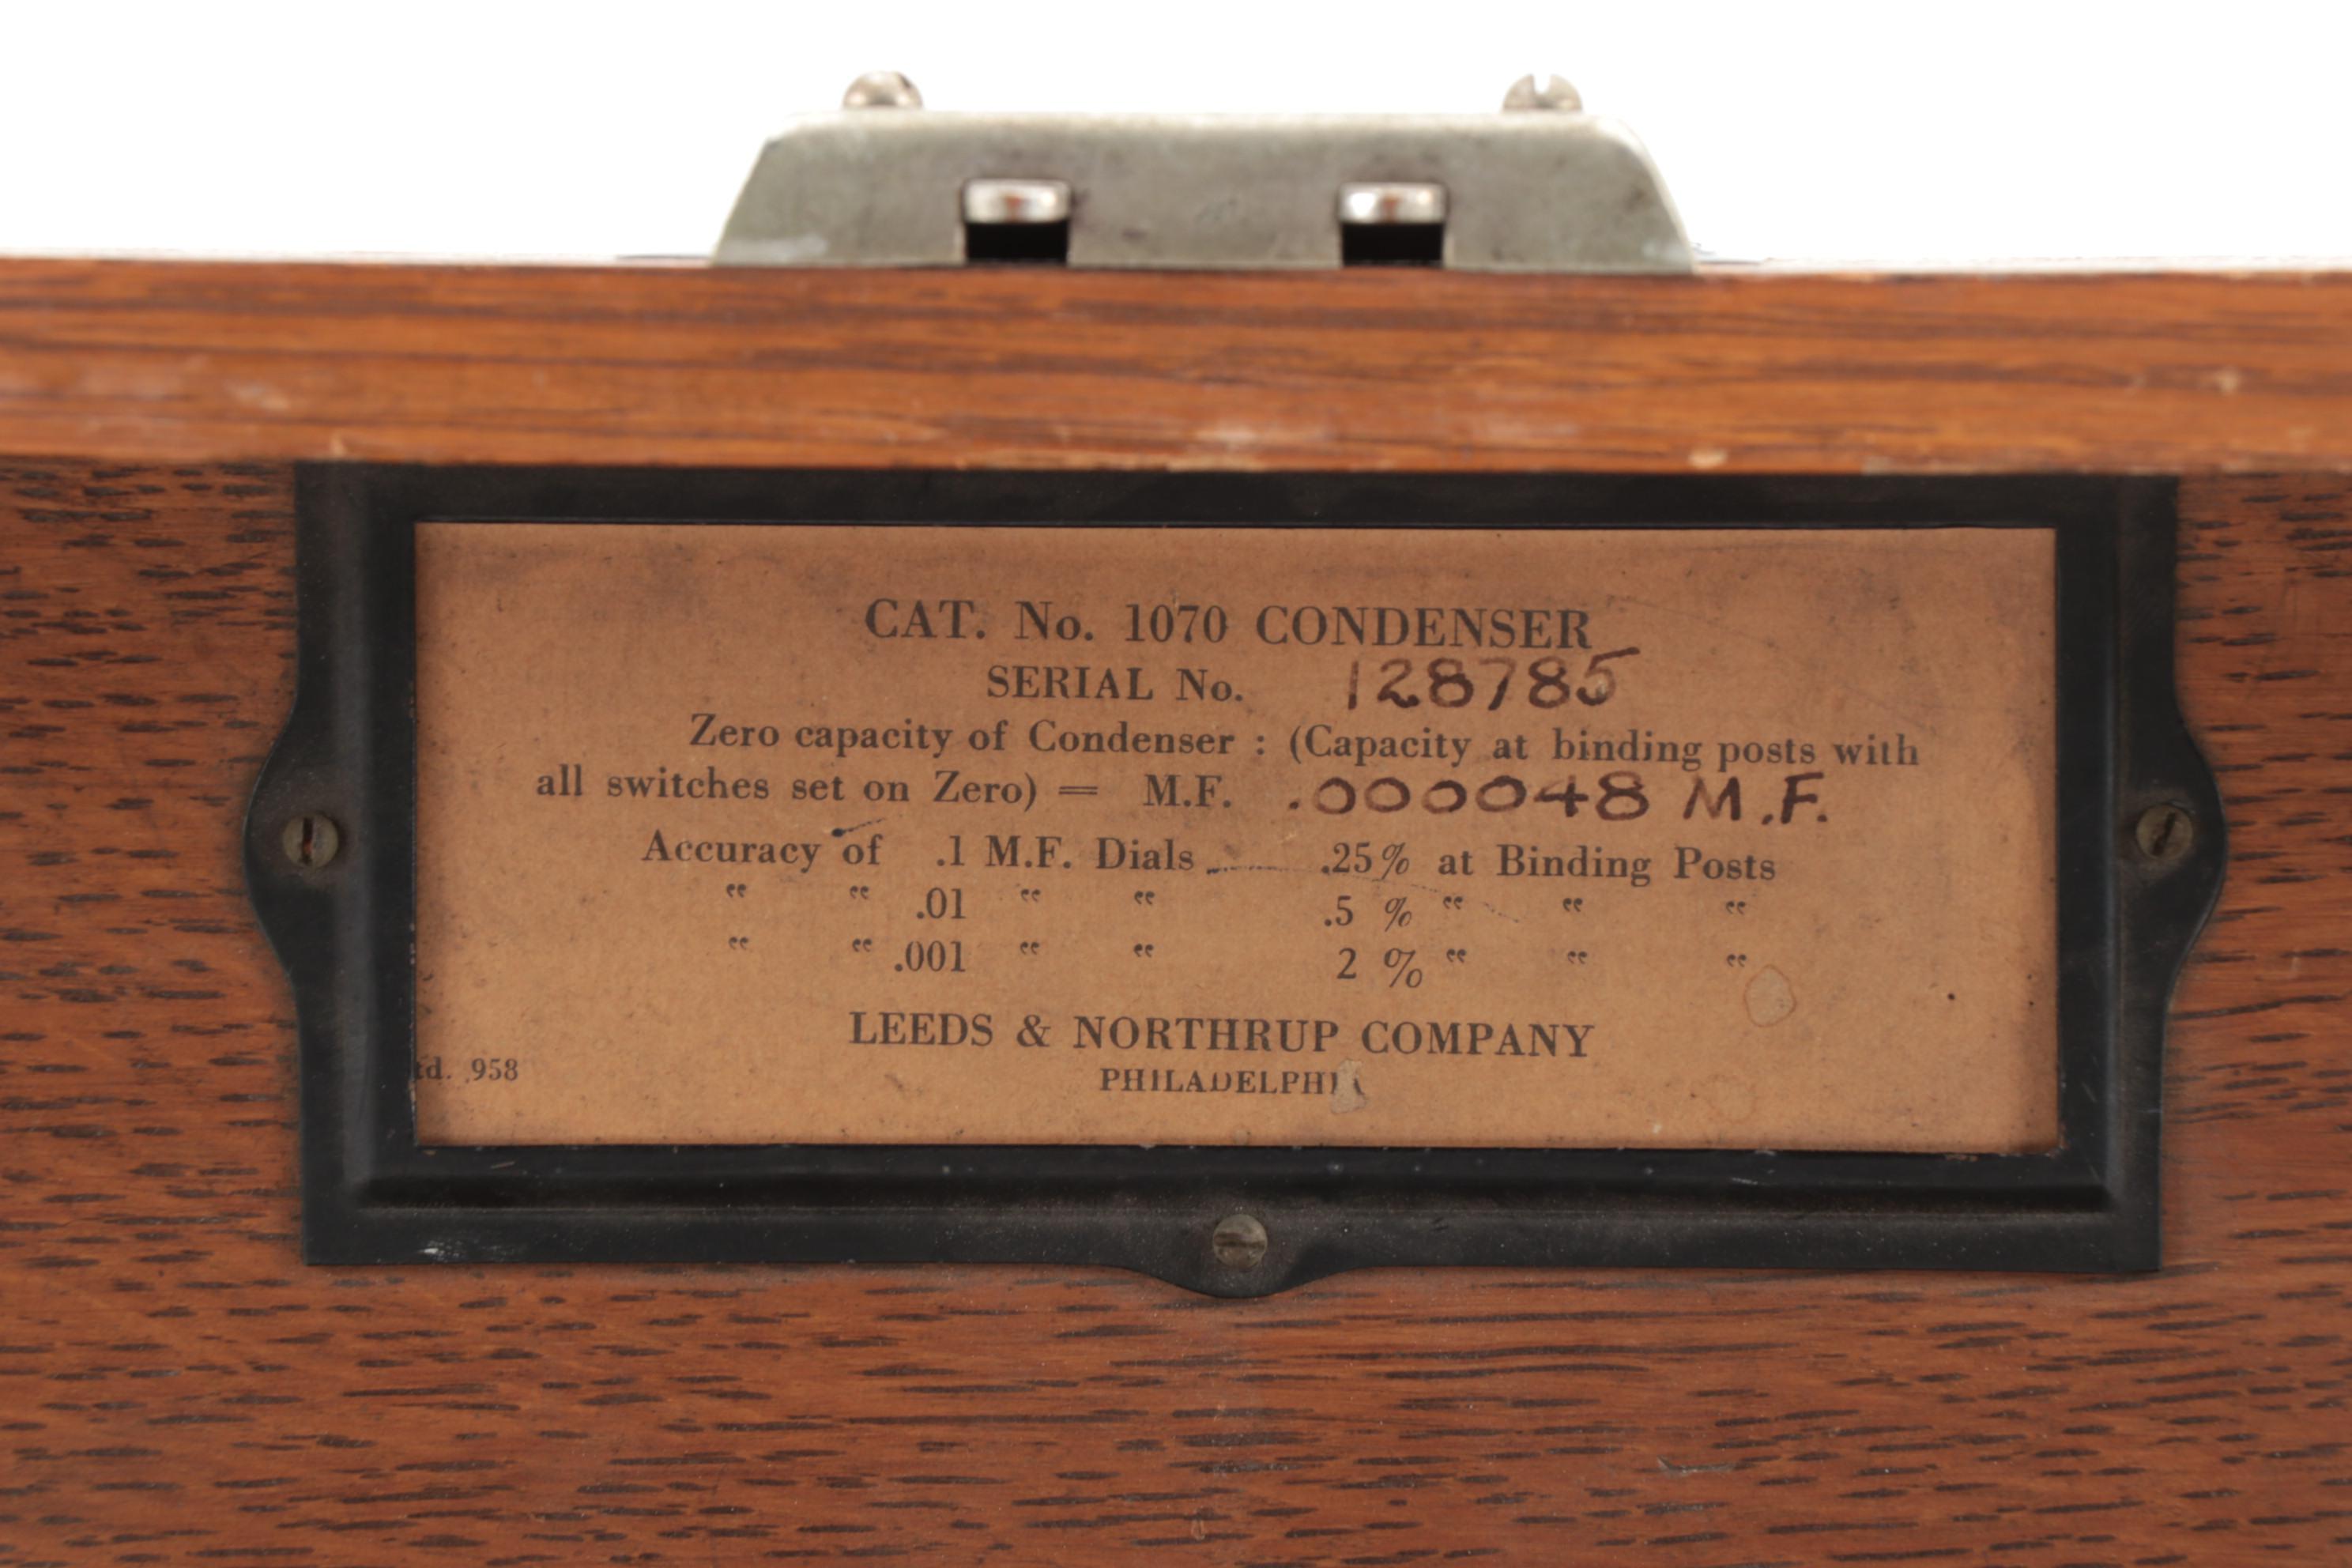 CAT. No. 1070 CONDENSER
SERIAL No. 128785
Zero capacity of Condenser : (Capacity at binding posts with
all switches set on Zero) = M.F. .000048 M.F.
Accuracy of .1 M.F. Dials .25% at Binding Posts
" " .01 " " .5 % " " "
" " .001 " " 2 % " " "
LEEDS & NORTHRUP COMPANY
958
PHILADELPHIA